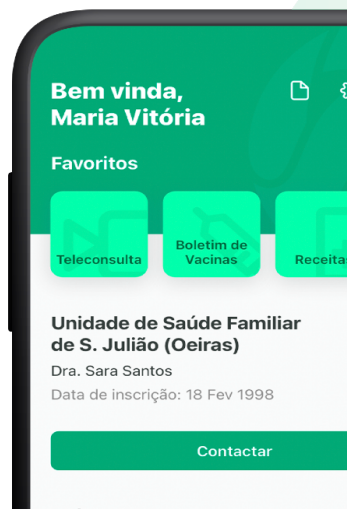 Bem vinda,
Maria Vitória
Favoritos
Teleconsulta
Boletim de
Vacinas
Receitas
Unidade de Saúde Familiar
de S. Julião (Oeiras)
Dra. Sara Santos
Data de inscrição: 18 Fev 1998
Contactar